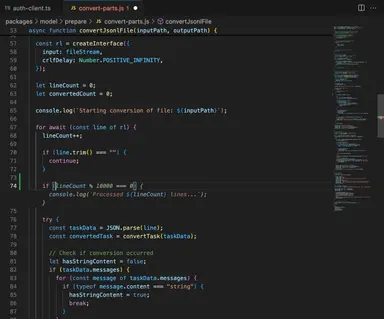 auth-client.ts
convert-parts.js 1
packages > model > prepare > convert-parts.js > convertJsonlFile
53 async function convertJsonlFile(inputPath, outputPath) {
57 const rl = createInterface({
58 input: fileStream,
59 crlfDelay: Number.POSITIVE_INFINITY,
60 });
61
62 let lineCount = 0;
63 let convertedCount = 0;
64
65 console.log(`Starting conversion of file: ${inputPath}`);
66
67 for await (const line of rl) {
68 lineCount++;
69
70 if (line.trim() === "") {
71 continue;
72 }
73
74 if (lineCount % 10000 === 0) {
console.log(`Processed ${lineCount} lines...`);
}
75
76 try {
77 const taskData = JSON.parse(line);
78 const convertedTask = convertTask(taskData);
79
80 // Check if conversion occurred
81 let hasStringContent = false;
82 if (taskData.messages) {
83 for (const message of taskData.messages) {
84 if (typeof message.content === "string") {
85 hasStringContent = true;
86 break;
87 }
88 }